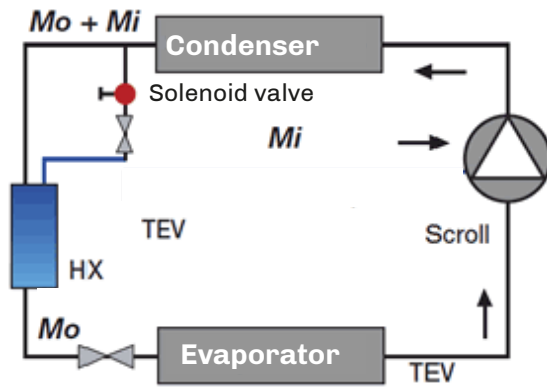 Mo + Mi
Condenser
Solenoid valve
Mi
TEV
Scroll
HX
Mo
Evaporator
TEV